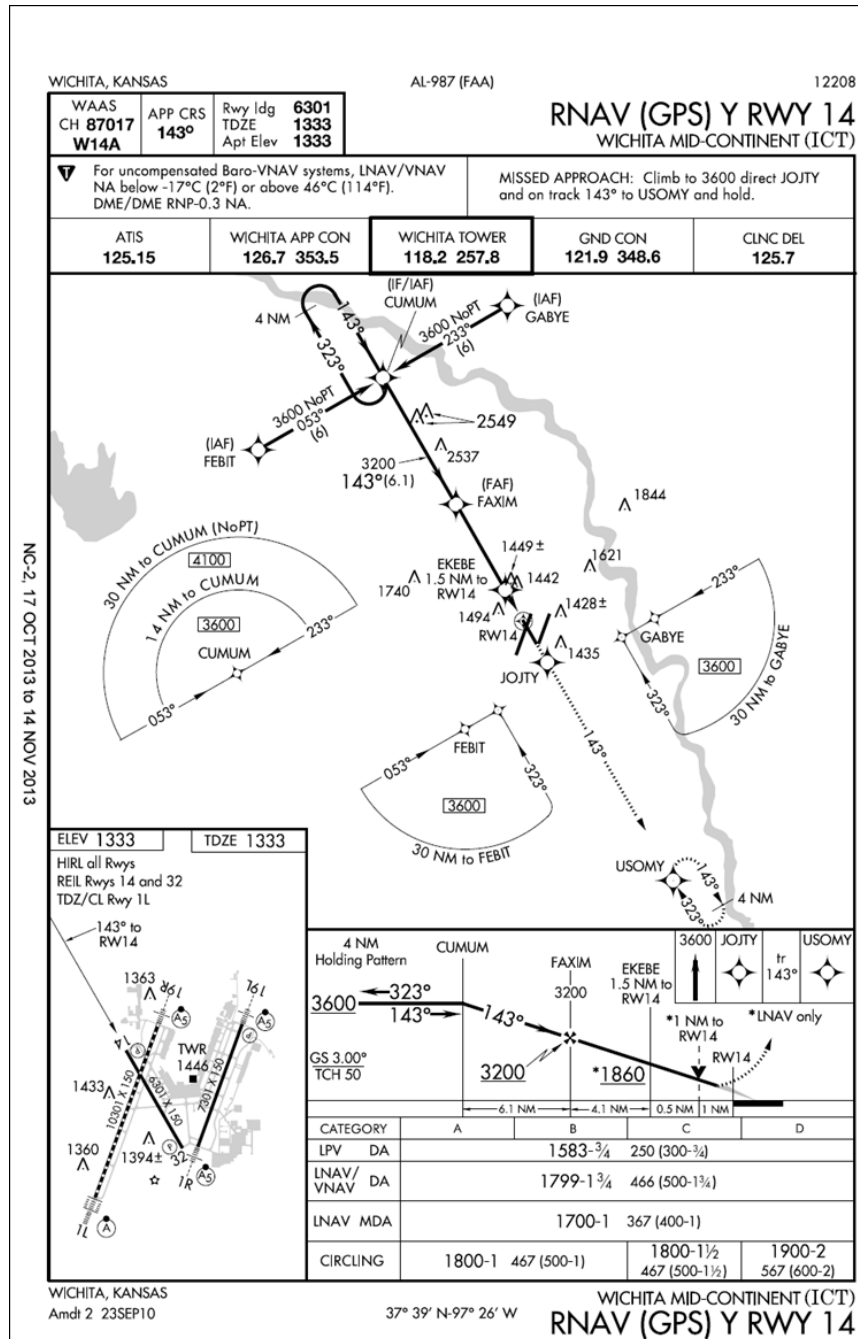 WICHITA, KANSAS
AL-987 (FAA)
12208
WAAS
CH 87017
W14A
APP CRS
143°
Rwy ldg 6301
TDZE 1333
Apt Elev 1333
RNAV (GPS) Y RWY 14
WICHITA MID-CONTINENT (ICT)
T
For uncompensated Baro-VNAV systems, LNAV/VNAV
NA below -17°C (2°F) or above 46°C (114°F).
DME/DME RNP-0.3 NA.
MISSED APPROACH: Climb to 3600 direct JOJTY
and on track 143° to USOMY and hold.
ATIS
125.15
WICHITA APP CON
126.7 353.5
WICHITA TOWER
118.2 257.8
GND CON
121.9 348.6
CLNC DEL
125.7
(IF/IAF)
CUMUM
4 NM
143°
323°
(IAF)
GABYE
3600 NoPT
233°
(6)
3600 NoPT
053°
(6)
(IAF)
FEBIT
2549
2537
3200
143°(6.1)
(FAF)
FAXIM
1844
1449±
1621
EKEBE
1.5 NM to
RW14
1442
1740
1494
1428±
RW14
1435
JOJTY
30 NM to CUMUM (NoPT)
4100
14 NM to CUMUM
3600
CUMUM
233°
053°
233°
GABYE
3600
323°
30 NM to GABYE
053°
FEBIT
323°
3600
30 NM to FEBIT
143°
USOMY
143°
323°
4 NM
NC-2, 17 OCT 2013 to 14 NOV 2013
ELEV 1333
TDZE 1333
HIRL all Rwys
REIL Rwys 14 and 32
TDZ/CL Rwy 1L
143° to
RW14
1363
19R
19L
A5
A5
14
TWR
1446
1433
10301 X 150
6301 X 150
7301 X 150
1360
1394±
32
1R
A5
1L
A
4 NM
Holding Pattern
CUMUM
FAXIM
3200
EKEBE
1.5 NM to
RW14
3600
JOJTY
tr
143°
USOMY
3600
323°
143°
143°
*1 NM to
RW14
*LNAV only
RW14
GS 3.00°
TCH 50
3200
*1860
6.1 NM
4.1 NM
0.5 NM
1 NM
CATEGORY A B C D
LPV DA 1583-¾ 250 (300-¾)
LNAV/
VNAV DA 1799-1¾ 466 (500-1¾)
LNAV MDA 1700-1 367 (400-1)
CIRCLING 1800-1 467 (500-1)
1800-1½
467 (500-1½)
1900-2
567 (600-2)
WICHITA, KANSAS
Amdt 2 23SEP10
37° 39' N-97° 26' W
WICHITA MID-CONTINENT (ICT)
RNAV (GPS) Y RWY 14